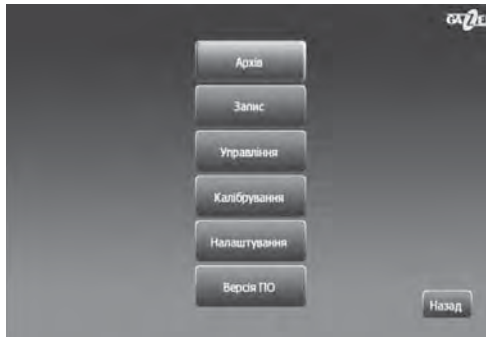 Архів
Запис
Управління
Калібрування
Налаштування
Версія ПО
Назад